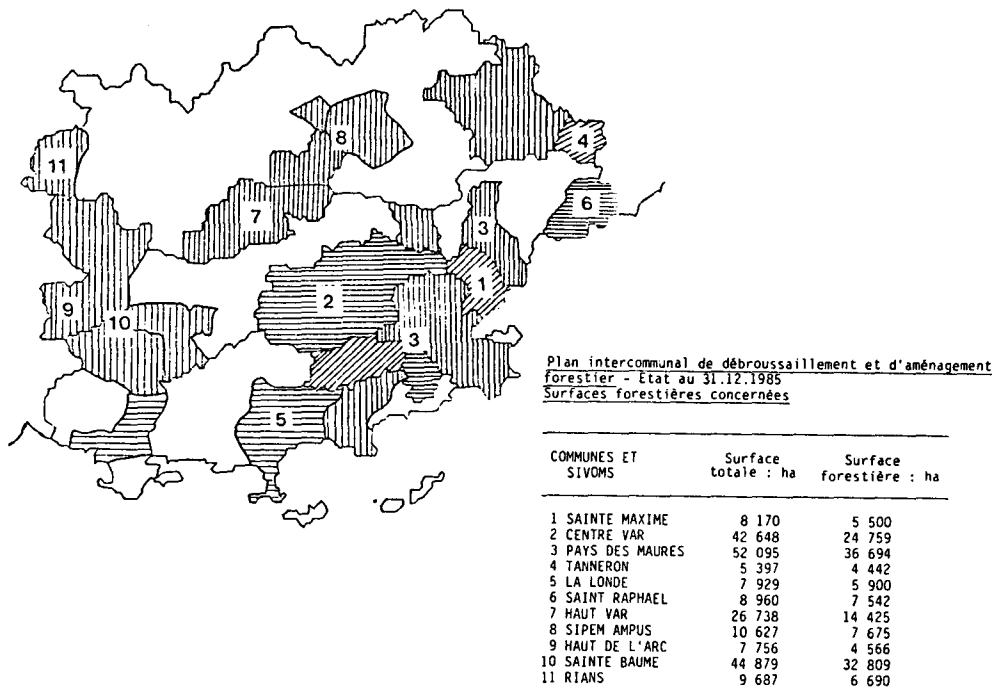 11
8
4
7
6
3
1
2
9
10
3
5
Plan intercommunal de débroussaillement et d'aménagement
forestier - Etat au 31.12.1985
Surfaces forestières concernées
COMMUNES ET Surface Surface
SIVOMS totale : ha forestière : ha
1 SAINTE MAXIME 8 170 5 500
2 CENTRE VAR 42 648 24 759
3 PAYS DES MAURES 52 095 36 694
4 TANNERON 5 397 4 442
5 LA LONDE 7 929 5 900
6 SAINT RAPHAEL 8 960 7 542
7 HAUT VAR 26 738 14 425
8 SIPEM AMPUS 10 627 7 675
9 HAUT DE L'ARC 7 756 4 566
10 SAINTE BAUME 44 879 32 809
11 RIANS 9 687 6 690